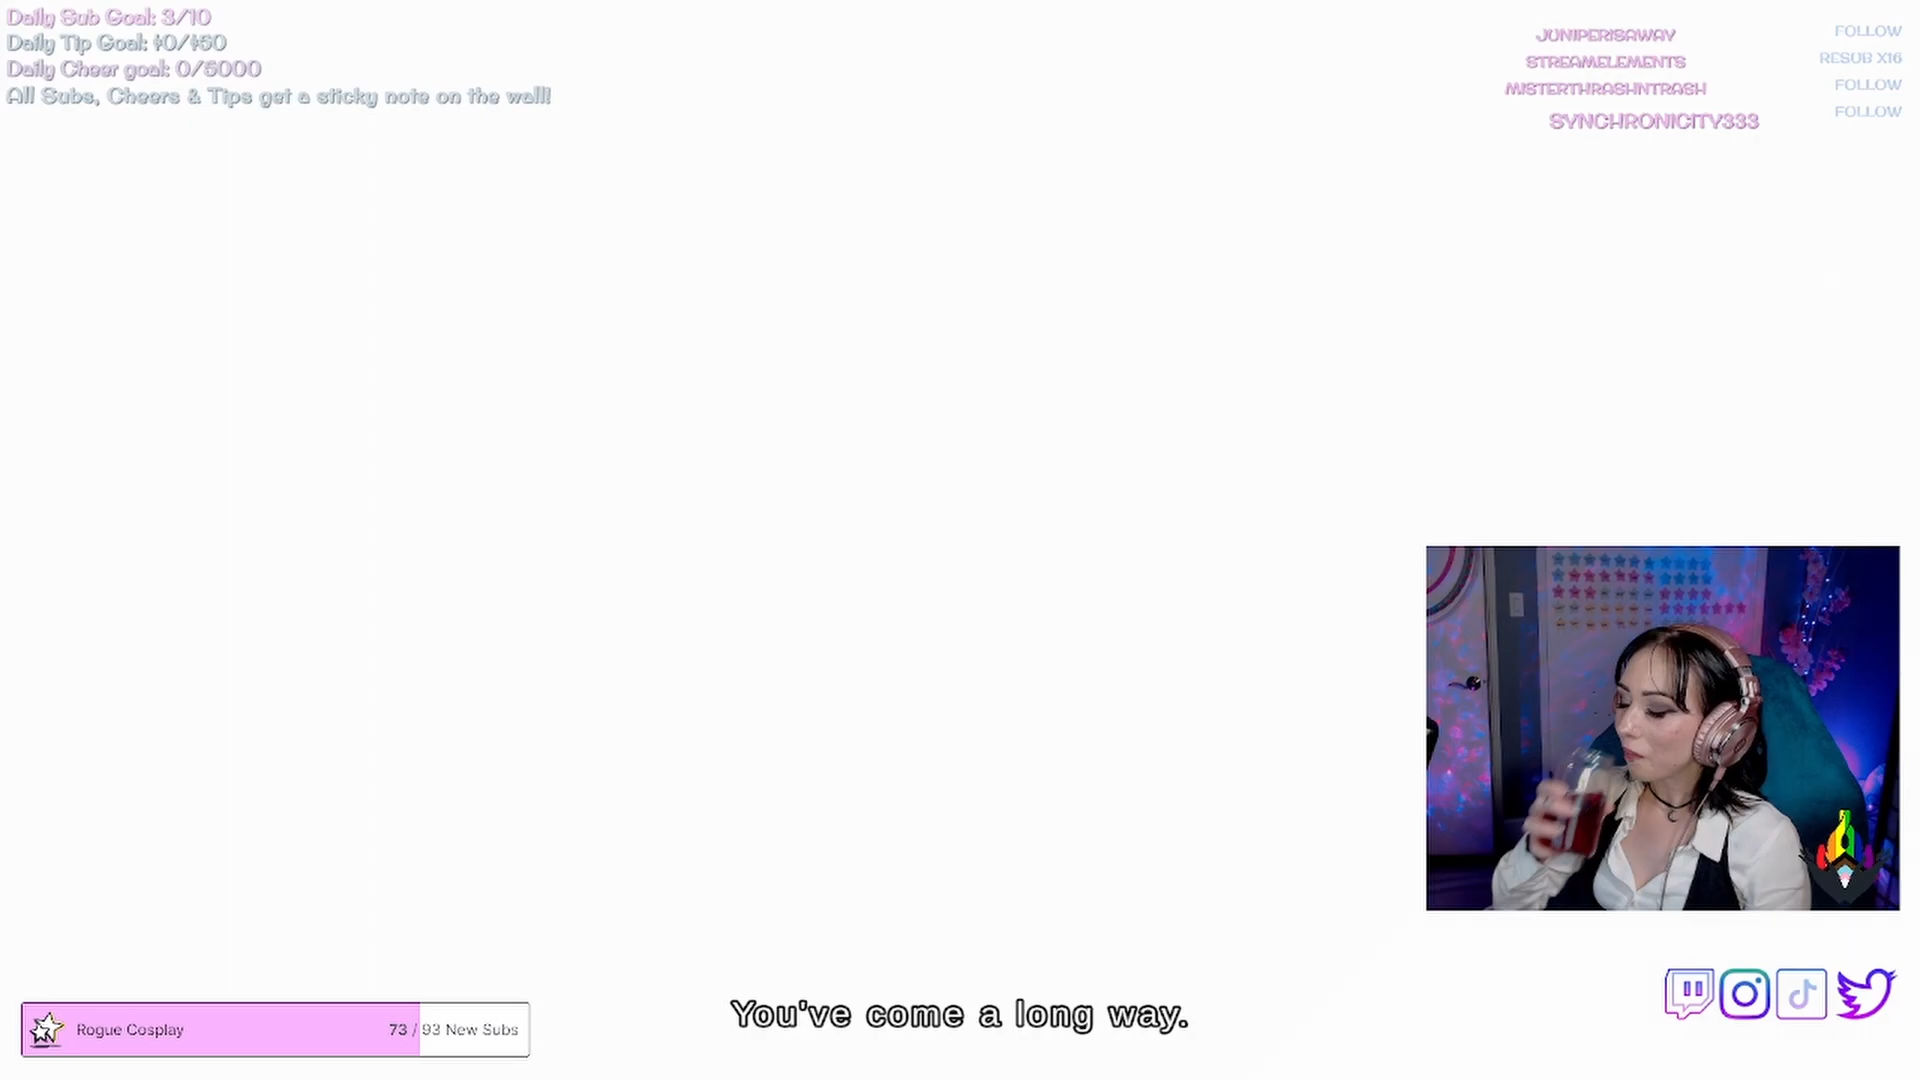 Daily Sub Goal: 3/10
Daily Tip Goal: $0/$50
Daily Cheer goal: 0/5000
All Subs, Cheers & Tips get a sticky note on the wall!
JUNIPERISAWAY FOLLOW
STREAMELEMENTS RESUB X16
MISTERTHRASHNTRASH FOLLOW
SYNCHRONICITY333 FOLLOW
Rogue Cosplay 73 / 93 New Subs
You've come a long way.